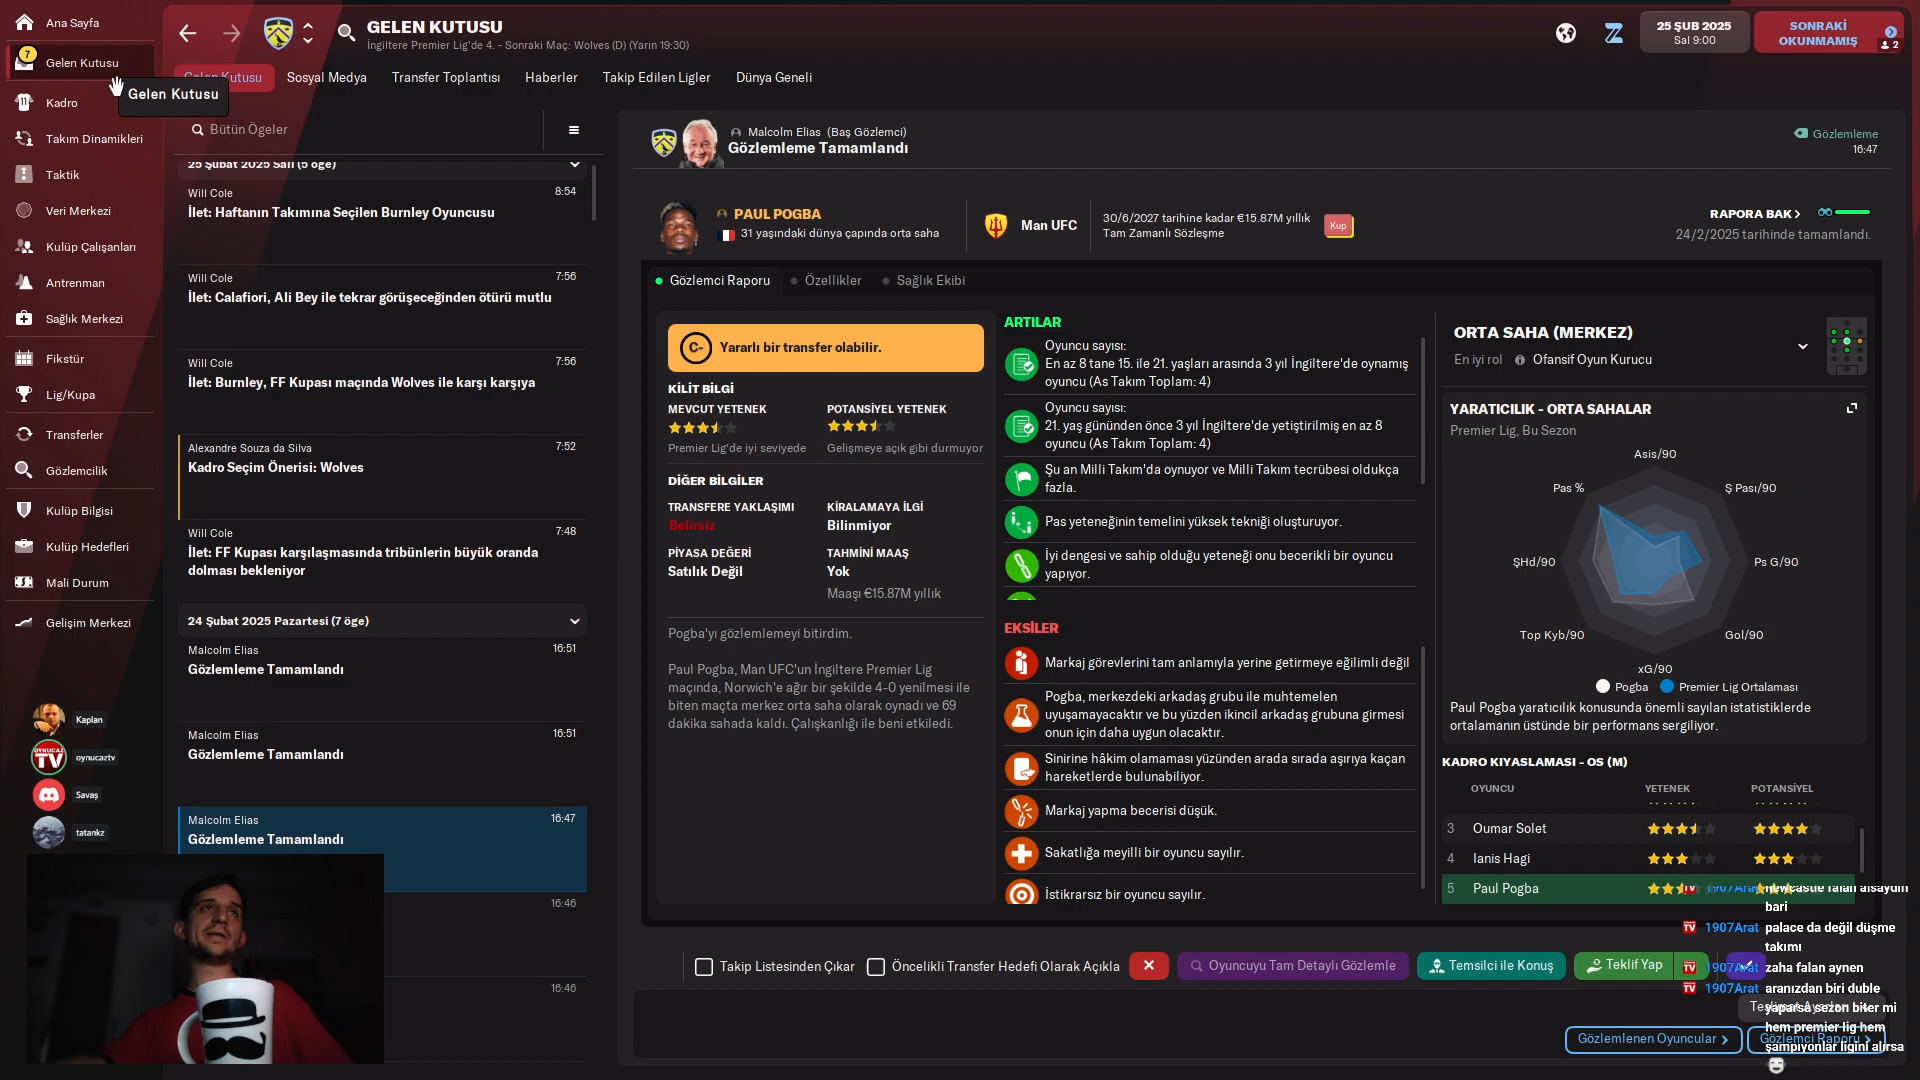 Ana Sayfa
7
Gelen Kutusu
Kadro
Takım Dinamikleri
Taktik
Veri Merkezi
Kulüp Çalışanları
Antrenman
Sağlık Merkezi
Fikstür
Lig/Kupa
Transferler
Gözlemcilik
Kulüp Bilgisi
Kulüp Hedefleri
Mali Durum
Gelişim Merkezi
Kaplan
oynucaztv
Savaş
tatankz
Gelen Kutusu
GELEN KUTUSU
İngiltere Premier Lig'de 4. - Sonraki Maç: Wolves (D) (Yarın 19:30)
25 ŞUB 2025
Sal 9:00
SONRAKİ
OKUNMAMIŞ
2
Gelen Kutusu
Sosyal Medya
Transfer Toplantısı
Haberler
Takip Edilen Ligler
Dünya Geneli
Bütün Ögeler
25 Şubat 2025 Salı (5 öge)
Will Cole 8:54
İlet: Haftanın Takımına Seçilen Burnley Oyuncusu
Will Cole 7:56
İlet: Calafiori, Ali Bey ile tekrar görüşeceğinden ötürü mutlu
Will Cole 7:56
İlet: Burnley, FF Kupası maçında Wolves ile karşı karşıya
Alexandre Souza da Silva 7:52
Kadro Seçim Önerisi: Wolves
Will Cole 7:48
İlet: FF Kupası karşılaşmasında tribünlerin büyük oranda
dolması bekleniyor
24 Şubat 2025 Pazartesi (7 öge)
Malcolm Elias 16:51
Gözlemleme Tamamlandı
Malcolm Elias 16:51
Gözlemleme Tamamlandı
Malcolm Elias 16:47
Gözlemleme Tamamlandı
16:46
16:46
Malcolm Elias (Baş Gözlemci)
Gözlemleme Tamamlandı
Gözlemleme
16:47
PAUL POGBA
31 yaşındaki dünya çapında orta saha
Man UFC
30/6/2027 tarihine kadar €15.87M yıllık
Tam Zamanlı Sözleşme
Kup
RAPORA BAK
24/2/2025 tarihinde tamamlandı.
Gözlemci Raporu
Özellikler
Sağlık Ekibi
C- Yararlı bir transfer olabilir.
KİLİT BİLGİ
MEVCUT YETENEK
POTANSİYEL YETENEK
Premier Lig'de iyi seviyede
Gelişmeye açık gibi durmuyor
DİĞER BİLGİLER
TRANSFERE YAKLAŞIMI
KİRALAMAYA İLGİ
Belirsiz
Bilinmiyor
PİYASA DEĞERİ
TAHMİNİ MAAŞ
Satılık Değil
Yok
Maaşı €15.87M yıllık
Pogba'yı gözlemlemeyi bitirdim.
Paul Pogba, Man UFC'un İngiltere Premier Lig
maçında, Norwich'e ağır bir şekilde 4-0 yenilmesi ile
biten maçta merkez orta saha olarak oynadı ve 69
dakika sahada kaldı. Çalışkanlığı ile beni etkiledi.
ARTILAR
Oyuncu sayısı:
En az 8 tane 15. ile 21. yaşları arasında 3 yıl İngiltere'de oynamış
oyuncu (As Takım Toplam: 4)
Oyuncu sayısı:
21. yaş gününden önce 3 yıl İngiltere'de yetiştirilmiş en az 8
oyuncu (As Takım Toplam: 4)
Şu an Milli Takım'da oynuyor ve Milli Takım tecrübesi oldukça
fazla.
Pas yeteneğinin temelini yüksek tekniği oluşturuyor.
İyi dengesi ve sahip olduğu yeteneği onu becerikli bir oyuncu
yapıyor.
EKSİLER
Markaj görevlerini tam anlamıyla yerine getirmeye eğilimli değil
Pogba, merkezdeki arkadaş grubu ile muhtemelen
uyuşamayacaktır ve bu yüzden ikincil arkadaş grubuna girmesi
onun için daha uygun olacaktır.
Sinirine hâkim olamaması yüzünden arada sırada aşırıya kaçan
hareketlerde bulunabiliyor.
Markaj yapma becerisi düşük.
Sakatlığa meyilli bir oyuncu sayılır.
İstikrarsız bir oyuncu sayılır.
ORTA SAHA (MERKEZ)
En iyi rol Ofansif Oyun Kurucu
YARATICILIK - ORTA SAHALAR
Premier Lig, Bu Sezon
Asis/90
Pas %
Ş Pası/90
ŞHd/90
Ps G/90
Top Kyb/90
Gol/90
xG/90
Pogba
Premier Lig Ortalaması
Paul Pogba yaratıcılık konusunda önemli sayılan istatistiklerde
ortalamanın üstünde bir performans sergiliyor.
KADRO KIYASLAMASI - OS (M)
OYUNCU YETENEK POTANSİYEL
3 Oumar Solet
4 Ianis Hagi
5 Paul Pogba
1907Arat newcastle falan alsaydın
bari
1907Arat palace da değil düşme
takımı
1907Arat zaha falan aynen
1907Arat aranızdan biri duble
yaparsa sezon biter mi
hem premier lig hem
şampiyonlar ligini alırsa
Takip Listesinden Çıkar
Öncelikli Transfer Hedefi Olarak Açıkla
Oyuncuyu Tam Detaylı Gözlemle
Temsilci ile Konuş
Teklif Yap
Gözlemlenen Oyuncular
Gözlemci Raporu